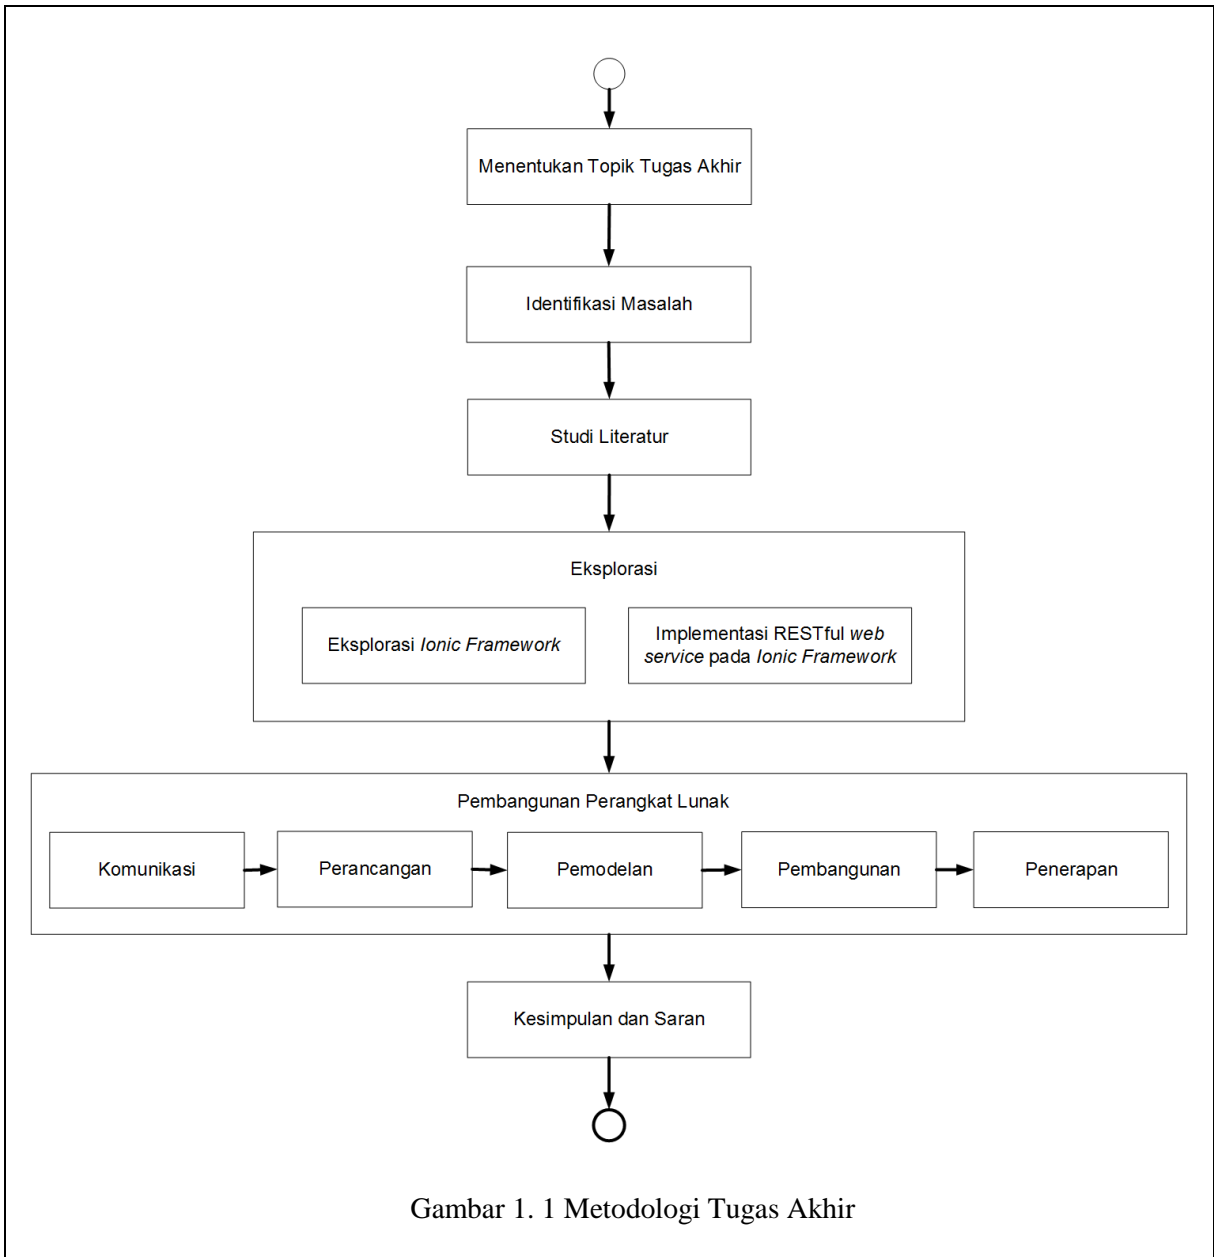 Menentukan Topik Tugas Akhir
Identifikasi Masalah
Studi Literatur
Eksplorasi
Eksplorasi Ionic Framework
Implementasi RESTful web
service pada Ionic Framework
Pembangunan Perangkat Lunak
Komunikasi
Perancangan
Pemodelan
Pembangunan
Penerapan
Kesimpulan dan Saran
Gambar 1. 1 Metodologi Tugas Akhir